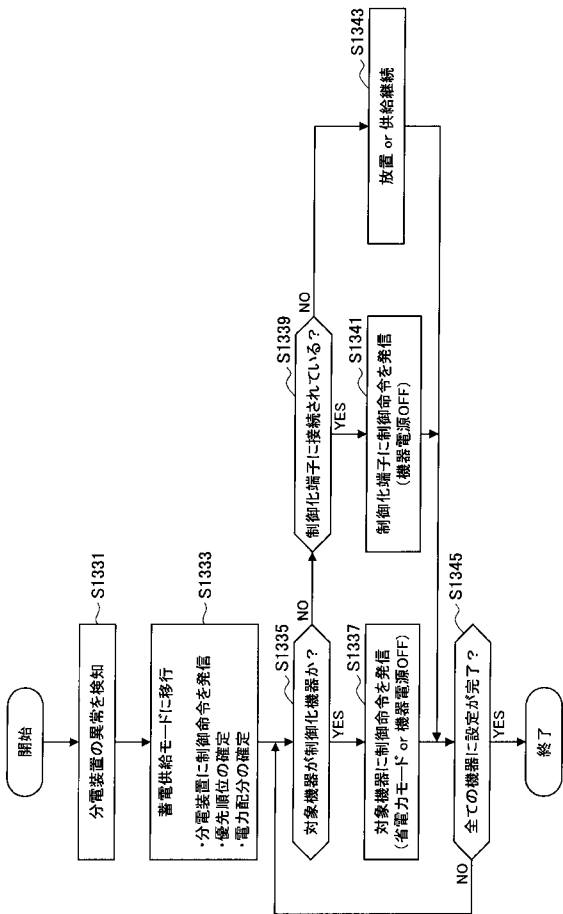 開始
S1331
分電装置の異常を検知
S1333
蓄電供給モードに移行
・分電装置に制御命令を発信
・優先順位の確定
・電力配分の確定
S1335
対象機器が制御化機器か？
NO
YES
S1337
対象機器に制御命令を発信
(省電力モード or 機器電源OFF)
S1339
制御化端子に接続されている？
NO
YES
S1341
制御化端子に制御命令を発信
(機器電源OFF)
S1343
放置 or 供給継続
S1345
全ての機器に設定が完了？
NO
YES
終了